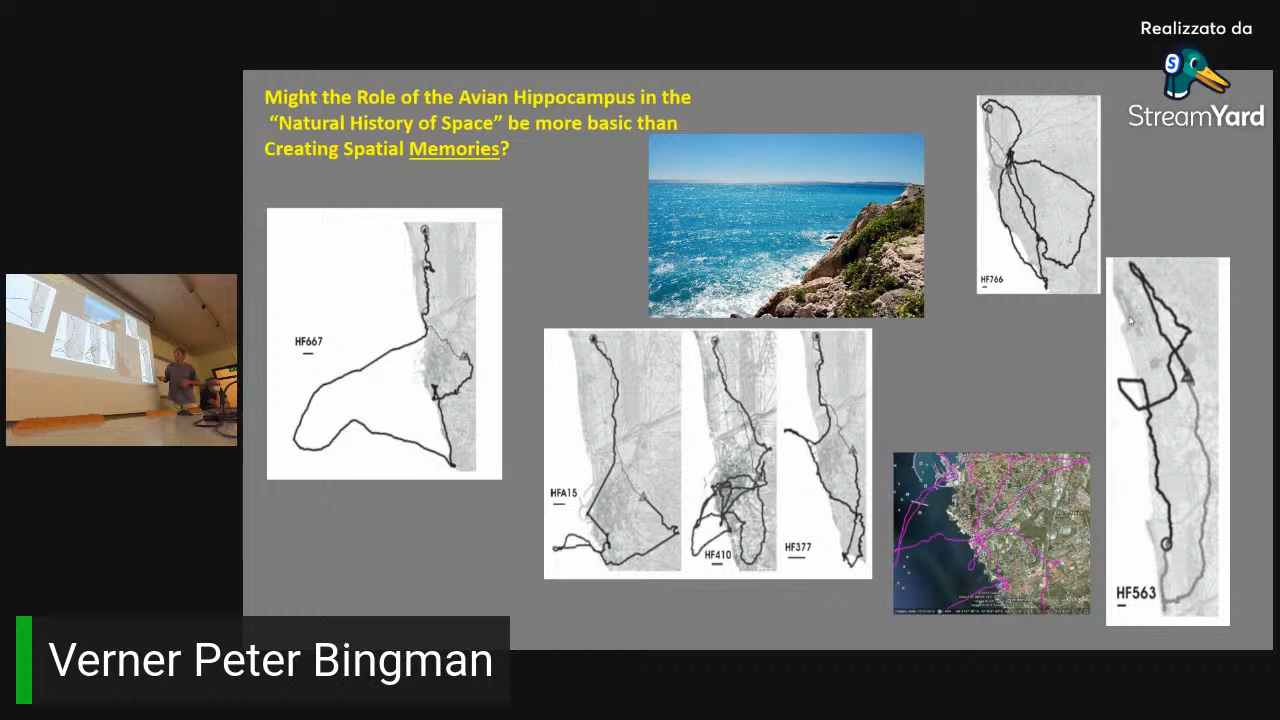 Realizzato da
StreamYard
Might the Role of the Avian Hippocampus in the
“Natural History of Space” be more basic than
Creating Spatial Memories?
HF766
HF667
HFA15
HF410
HF377
HF563
Verner Peter Bingman